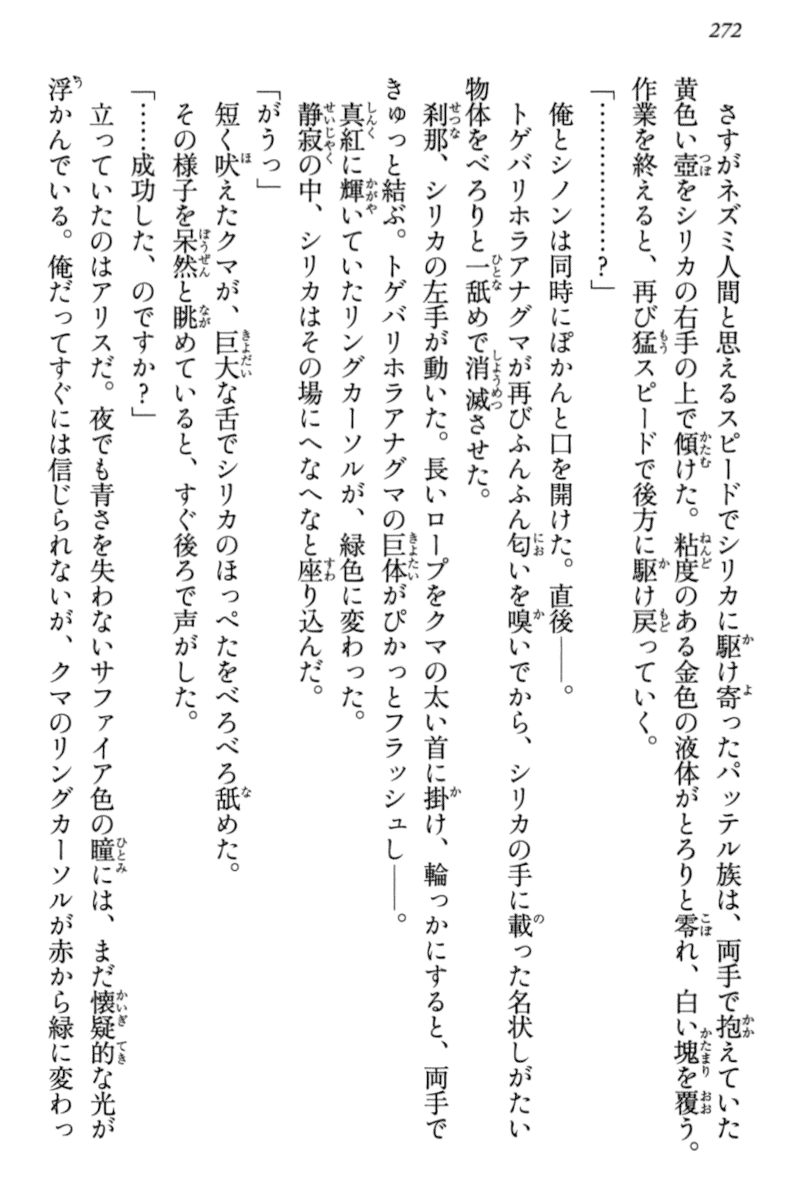 272
さすがネズミ人間と思えるスピードでシリカに駆け寄ったパッテル族は、両手で抱えていた
黄色い壺をシリカの右手の上で傾けた。粘度のある金色の液体がとろりと零れ、白い塊を覆う。
作業を終えると、再び猛スピードで後方に駆け戻っていく。
「………………？」
俺とシノンは同時にぽかんと口を開けた。直後――。
トゲバリホラアナグマが再びふんふん匂いを嗅いでから、シリカの手に載った名状しがたい
物体をべろりと一舐めで消滅させた。
刹那、シリカの左手が動いた。長いロープをクマの太い首に掛け、輪っかにすると、両手で
きゅっと結ぶ。トゲバリホラアナグマの巨体がぴかっとフラッシュし――。
真紅に輝いていたリングカーソルが、緑色に変わった。
静寂の中、シリカはその場にへなへなと座り込んだ。
「がうっ」
短く吠えたクマが、巨大な舌でシリカのほっぺたをべろべろ舐めた。
その様子を呆然と眺めていると、すぐ後ろで声がした。
「……成功した、のですか？」
立っていたのはアリスだ。夜でも青さを失わないサファイア色の瞳には、まだ懐疑的な光が
浮かんでいる。俺だってすぐには信じられないが、クマのリングカーソルが赤から緑に変わっ